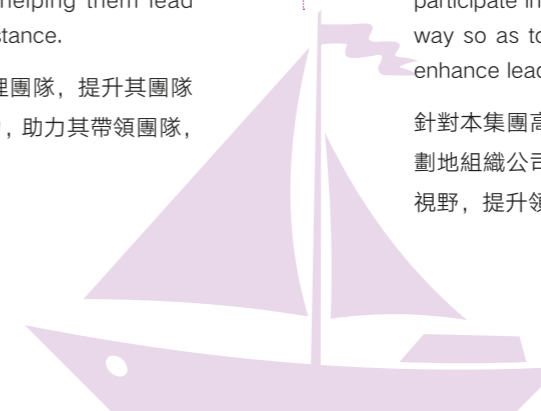 helping them lead
stance.
理團隊，提升其團隊
，助力其帶領團隊，
participate in
way so as to
enhance lead
針對本集團高
劃地組織公司
視野，提升領